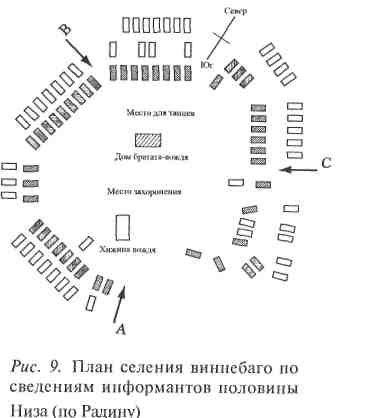 Север
B
Юг
Место для танцев
Дом братата-вождя
C
Место захоронения
Хижина вождя
A
Рис. 9. План селения виннебаго по
сведениям информантов половины
Низа (по Радину)